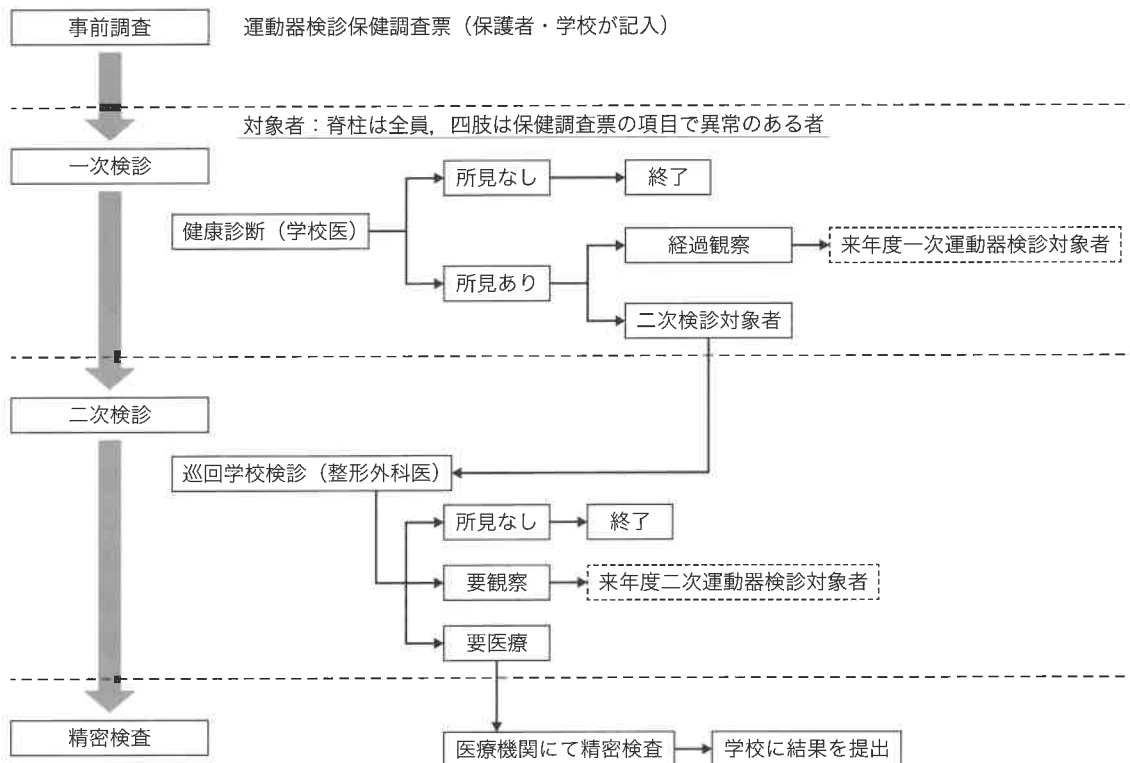 事前調査
運動器検診保健調査票（保護者・学校が記入）
対象者：脊柱は全員，四肢は保健調査票の項目で異常のある者
一次検診
所見なし
終了
健康診断（学校医）
経過観察
来年度一次運動器検診対象者
所見あり
二次検診対象者
二次検診
巡回学校検診（整形外科医）
所見なし
終了
要観察
来年度二次運動器検診対象者
要医療
精密検査
医療機関にて精密検査
学校に結果を提出